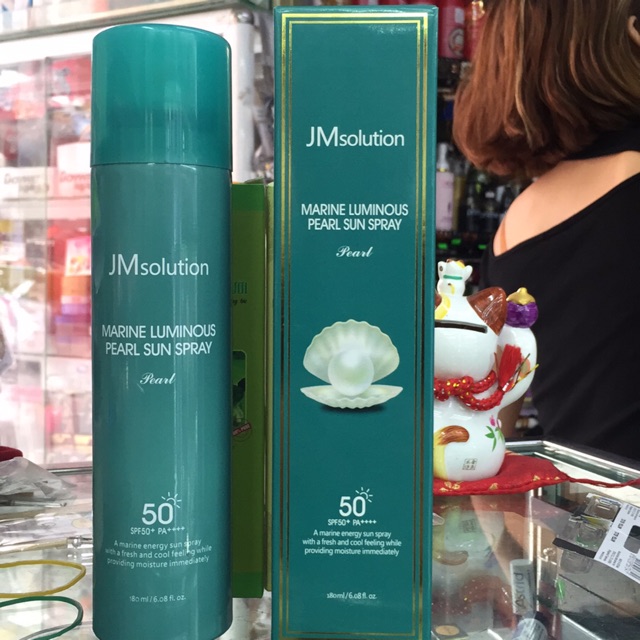 JMsolution
MARINE LUMINOUS
PEARL SUN SPRAY
Pearl
50
SPF50+ PA++++
A marine energy sun spray
with a fresh and cool feeling while
providing moisture immediately
180ml / 6.08 fl.oz.
JMsolution
MARINE LUMINOUS
PEARL SUN SPRAY
Pearl
50
SPF50+ PA++++
A marine energy sun spray
with a fresh and cool feeling while
providing moisture immediately
180ml / 6.08 fl.oz.